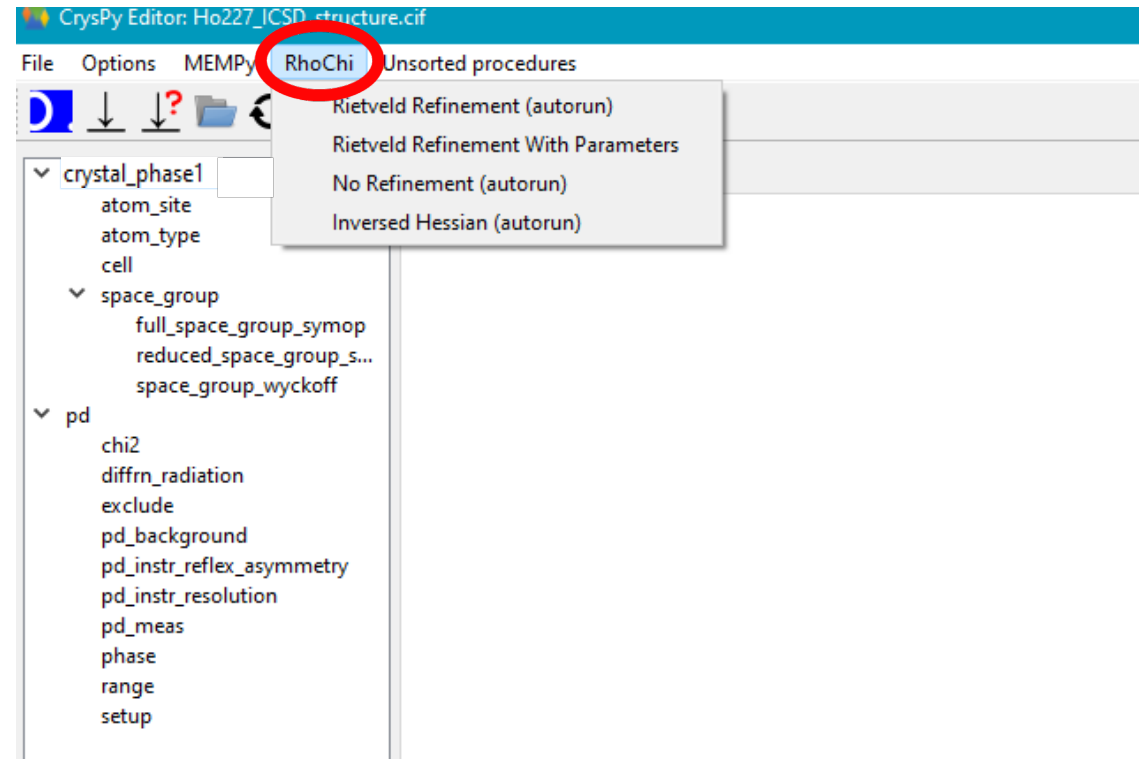 CrysPy Editor: Ho227_ICSD_structure.cif
File Options MEMPy RhoChi Unsorted procedures
?
Rietveld Refinement (autorun)
Rietveld Refinement With Parameters
No Refinement (autorun)
Inversed Hessian (autorun)
crystal_phase1
atom_site
atom_type
cell
space_group
full_space_group_symop
reduced_space_group_s...
space_group_wyckoff
pd
chi2
diffrn_radiation
exclude
pd_background
pd_instr_reflex_asymmetry
pd_instr_resolution
pd_meas
phase
range
setup